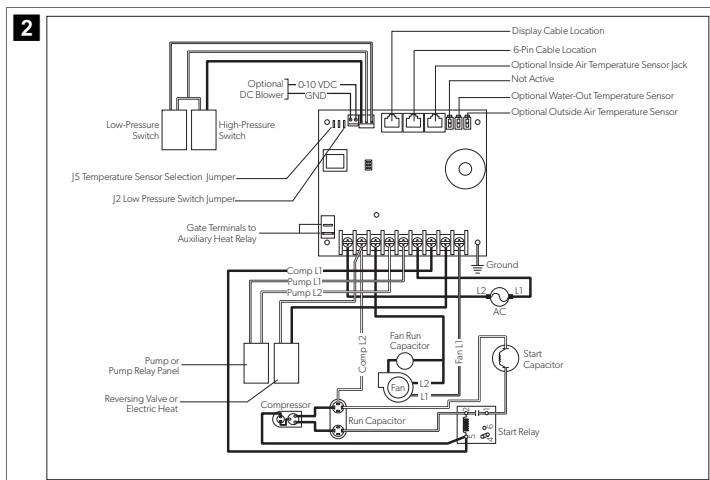 2
Display Cable Location
6-Pin Cable Location
Optional Inside Air Temperature Sensor Jack
Not Active
Optional Water-Out Temperature Sensor
Optional Outside Air Temperature Sensor
Optional
DC Blower
0-10 VDC
GND
Low-Pressure
Switch
High-Pressure
Switch
J5 Temperature Sensor Selection Jumper
J2 Low Pressure Switch Jumper
Gate Terminals to
Auxiliary Heat Relay
Ground
Comp L1
Pump L1
Pump L2
L2
L1
AC
Comp L2
Fan Run
Capacitor
Fan L1
Start
Capacitor
Pump or
Pump Relay Panel
Fan
L2
L1
Reversing Valve or
Electric Heat
Compressor
Run Capacitor
Start Relay
5
6
4